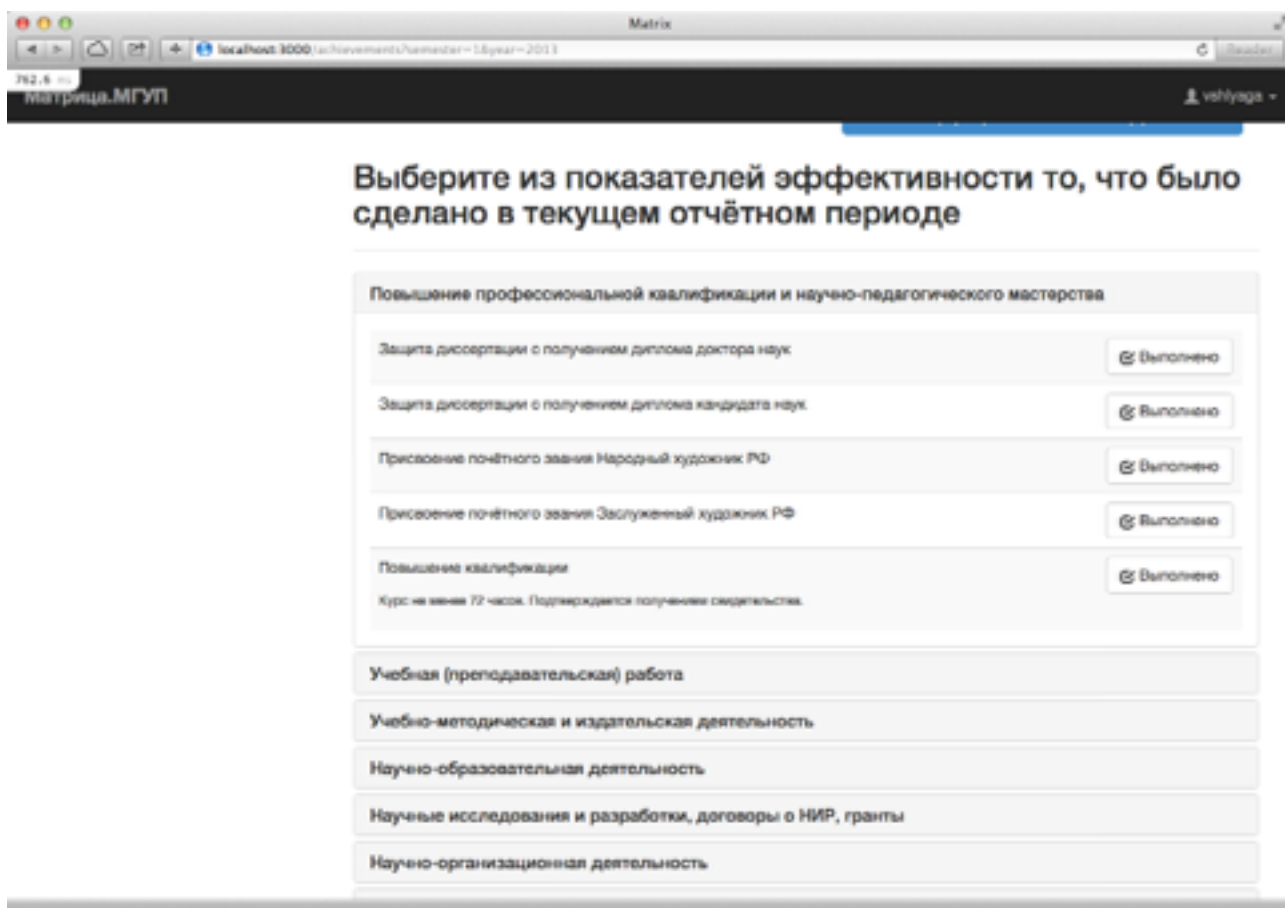 Matrix
localhost:3000/achievements?semester=1&year=2013
Reader
762.6 ms
Матрица.МГУП
vshlyaga
Выберите из показателей эффективности то, что было
сделано в текущем отчётном периоде
Повышение профессиональной квалификации и научно-педагогического мастерства
Защита диссертации с получением диплома доктора наук
Выполнено
Защита диссертации с получением диплома кандидата наук
Выполнено
Присвоение почётного звания Народный художник РФ
Выполнено
Присвоение почётного звания Заслуженный художник РФ
Выполнено
Повышение квалификации
Выполнено
Курс не менее 72 часов. Подтверждается получением свидетельства.
Учебная (преподавательская) работа
Учебно-методическая и издательская деятельность
Научно-образовательная деятельность
Научные исследования и разработки, договоры о НИР, гранты
Научно-организационная деятельность